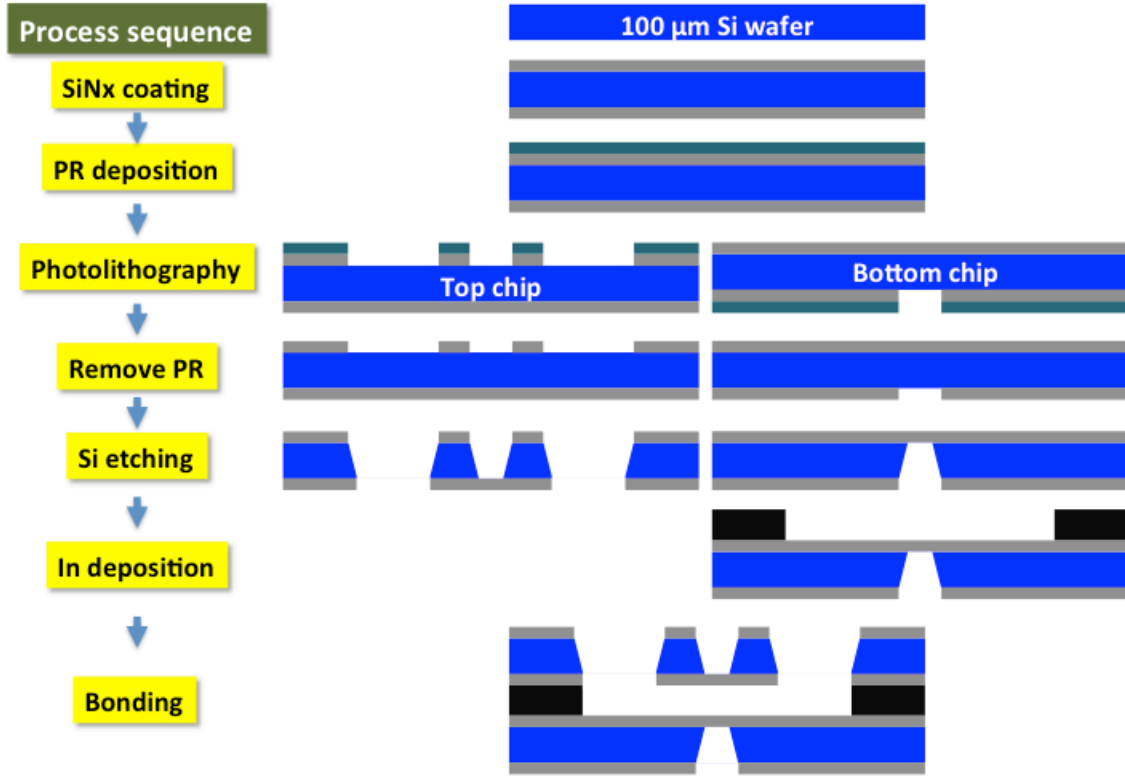 Process sequence
100 µm Si wafer
SiNx coating
PR deposition
Photolithography
Top chip
Bottom chip
Remove PR
Si etching
In deposition
Bonding